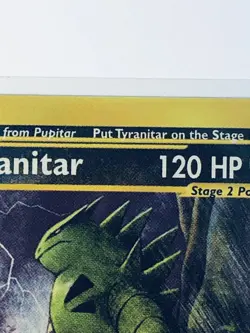 from Pupitar Put Tyranitar on the Stage
anitar 120 HP
Stage 2 Po